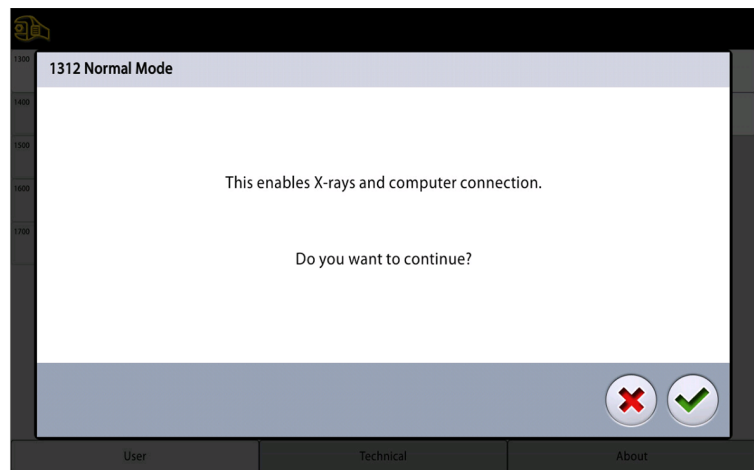 1312 Normal Mode
This enables X-rays and computer connection.
Do you want to continue?
1300
1400
1500
1600
1700
User
Technical
About